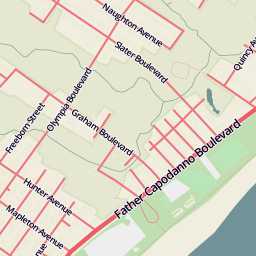 Naughton Avenue
Slater Boulevard
Quincy Av
Olympia Boulevard
Freeborn Street
Graham Boulevard
Father Capodanno Boulevard
Hunter Avenue
Mapleton Avenue